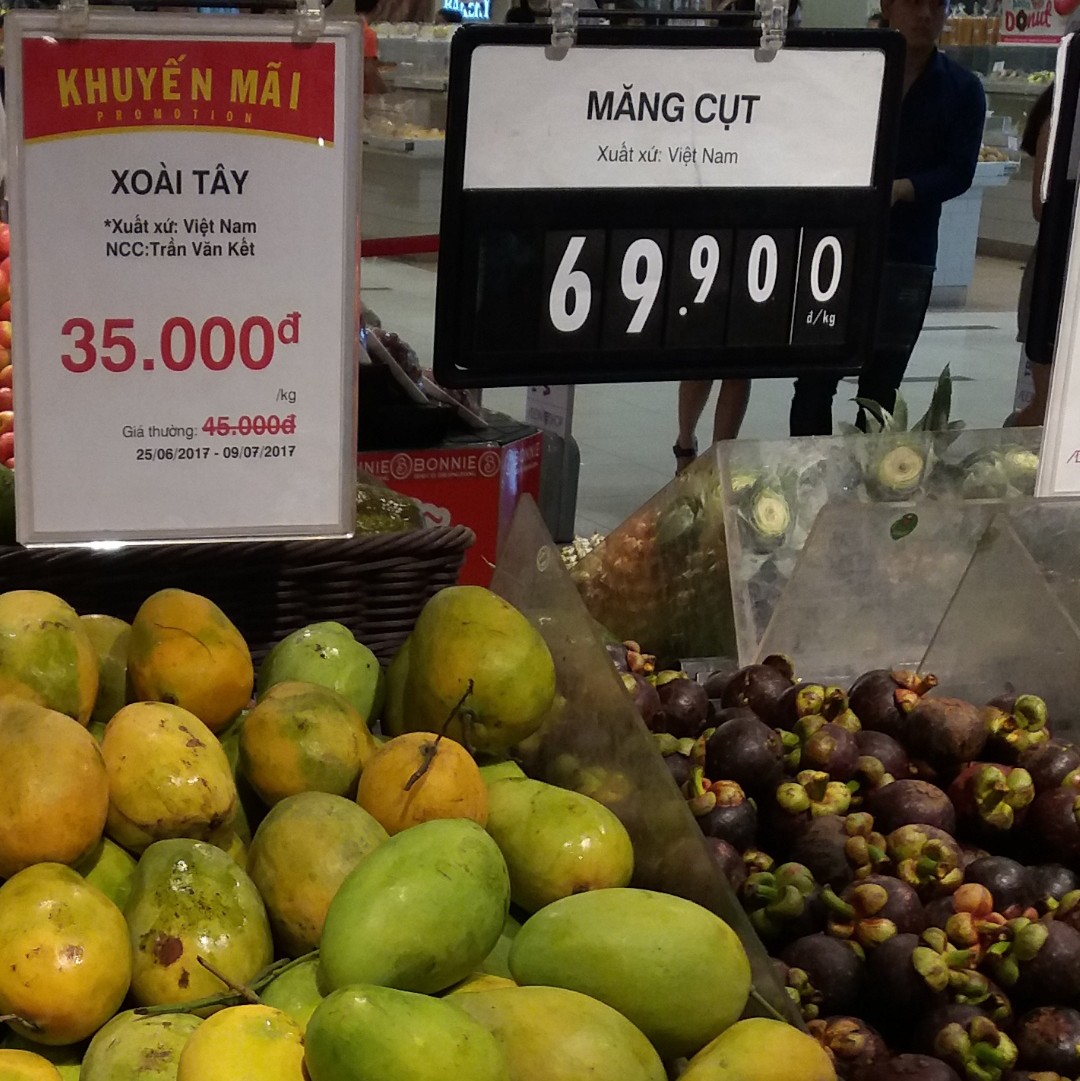 KHUYẾN MÃI
PROMOTION
XOÀI TÂY
*Xuất xứ: Việt Nam
NCC:Trần Văn Kết
35.000đ
/kg
Giá thường: 45.000đ
25/06/2017 - 09/07/2017
MĂNG CỤT
Xuất xứ: Việt Nam
69.900
đ/kg
Donut
BONNIE